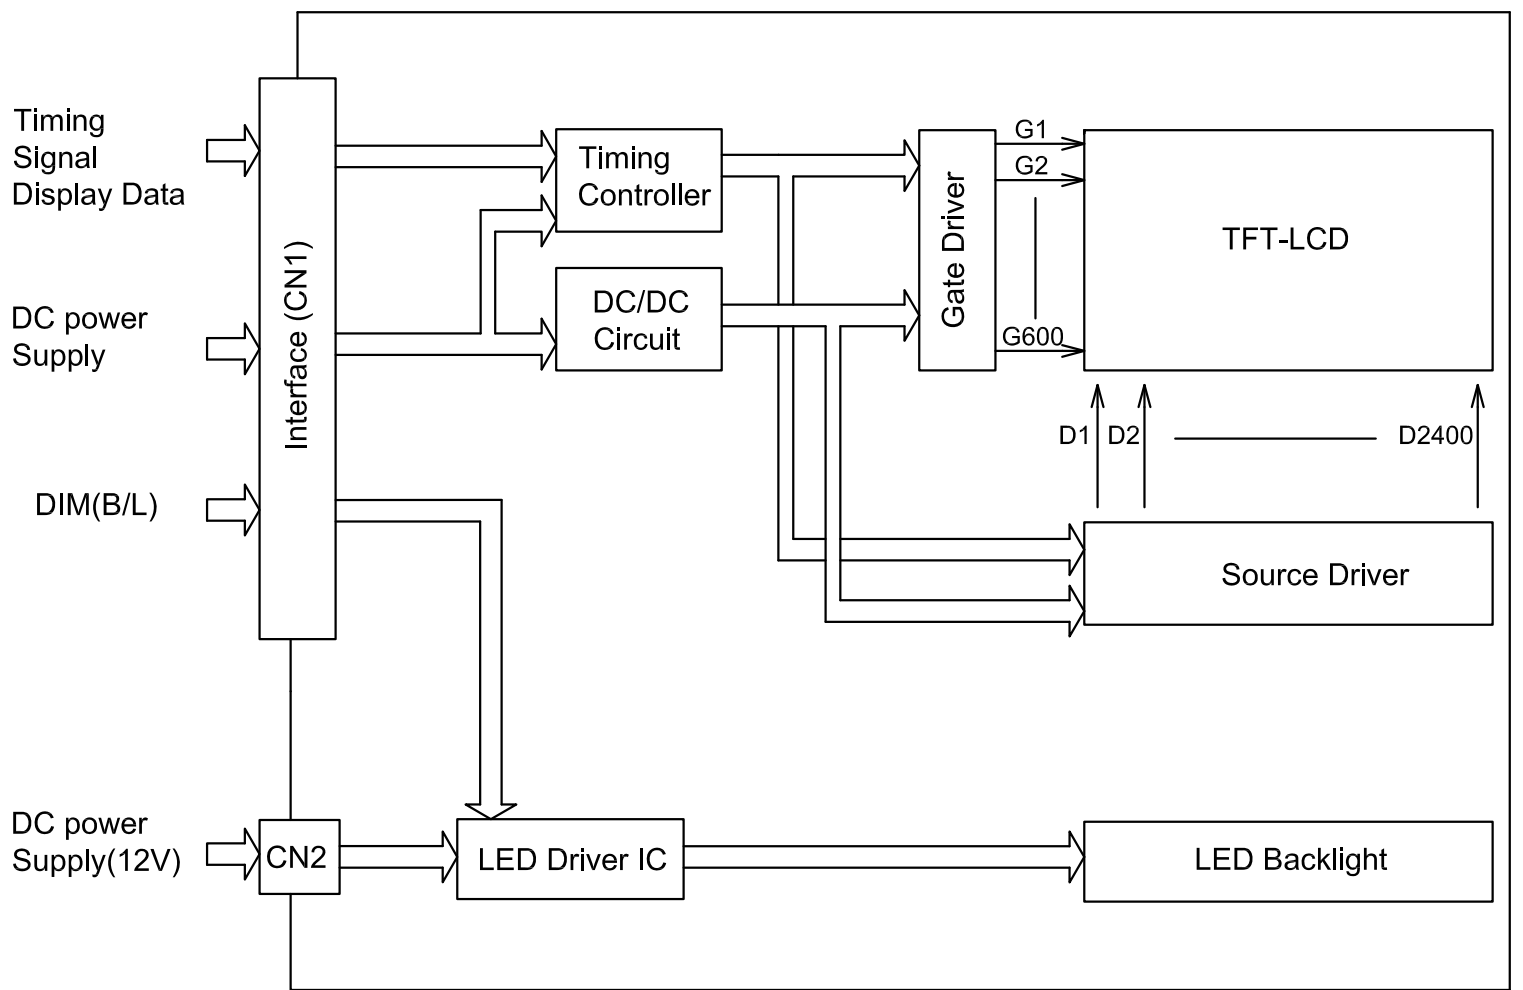 Timing
Signal
Display Data
DC power
Supply
DIM(B/L)
DC power
Supply(12V)
Interface (CN1)
CN2
Timing
Controller
DC/DC
Circuit
LED Driver IC
Gate Driver
G1
G2
G600
TFT-LCD
D1
D2
D2400
Source Driver
LED Backlight